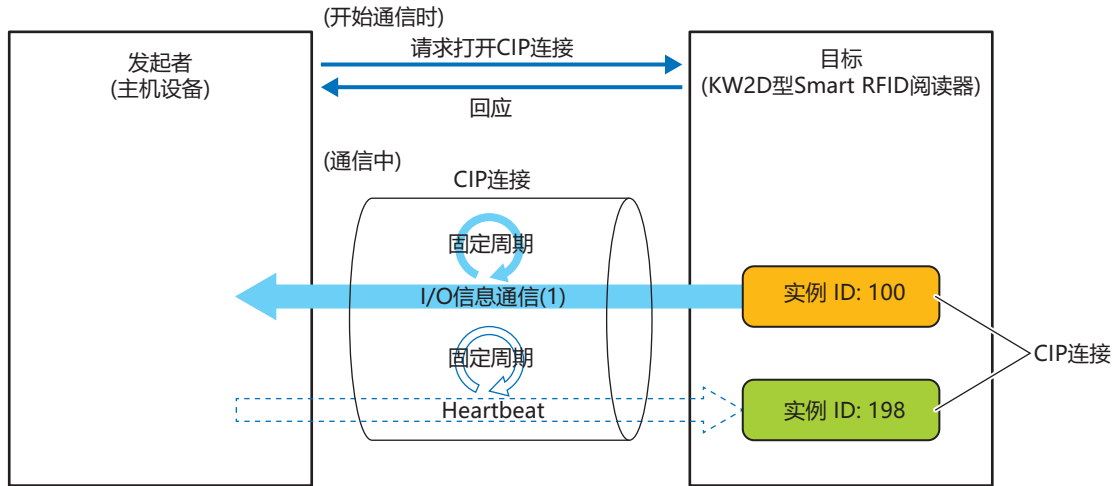 (开始通信时)
请求打开CIP连接
发起者
(主机设备)
目标
(KW2D型Smart RFID阅读器)
回应
(通信中)
CIP连接
固定周期
I/O信息通信(1)
实例 ID: 100
固定周期
CIP连接
Heartbeat
实例 ID: 198